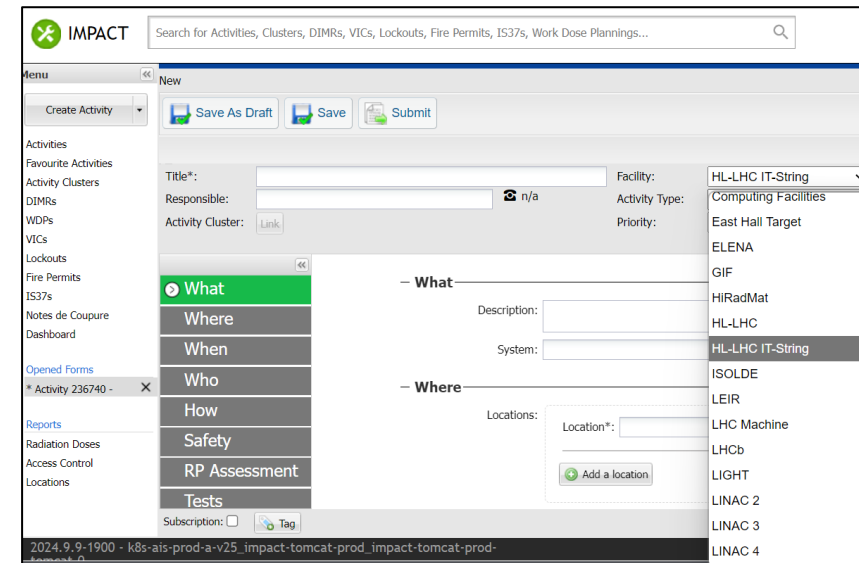 IMPACT
Search for Activities, Clusters, DIMRs, VICs, Lockouts, Fire Permits, IS37s, Work Dose Plannings...
Menu
New
Create Activity
Save As Draft
Save
Submit
Activities
Favourite Activities
Activity Clusters
DIMRs
WDPs
VICs
Lockouts
Fire Permits
IS37s
Notes de Coupure
Dashboard
Opened Forms
* Activity 236740 -
Reports
Radiation Doses
Access Control
Locations
Title*:
Facility:
HL-LHC IT-String
Responsible:
n/a
Activity Type:
Activity Cluster:
Link
Priority:
What
Where
When
Who
How
Safety
RP Assessment
Tests
What
Description:
System:
Where
Locations:
Location*:
Add a location
Computing Facilities
East Hall Target
ELENA
GIF
HiRadMat
HL-LHC
HL-LHC IT-String
ISOLDE
LEIR
LHC Machine
LHCb
LIGHT
LINAC 2
LINAC 3
LINAC 4
Subscription:
Tag
2024.9.9-1900 - k8s-ais-prod-a-v25_impact-tomcat-prod_impact-tomcat-prod-
tomcat-0